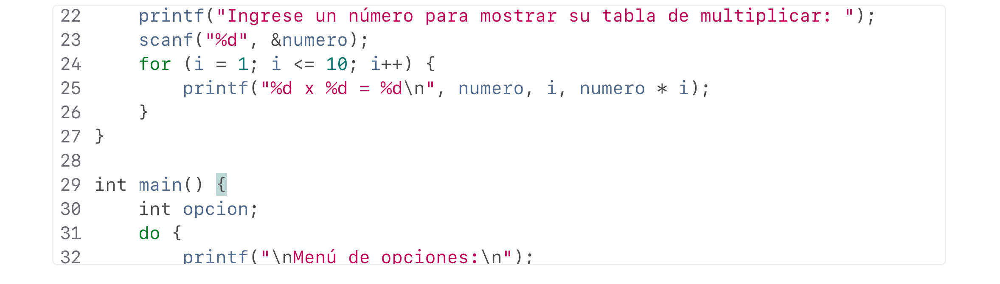 22 printf("Ingrese un número para mostrar su tabla de multiplicar: ");
23 scanf("%d", &numero);
24 for (i = 1; i <= 10; i++) {
25 printf("%d x %d = %d\n", numero, i, numero * i);
26 }
27 }
28
29 int main() {
30 int opcion;
31 do {
32 printf("\nMenú de opciones:\n");